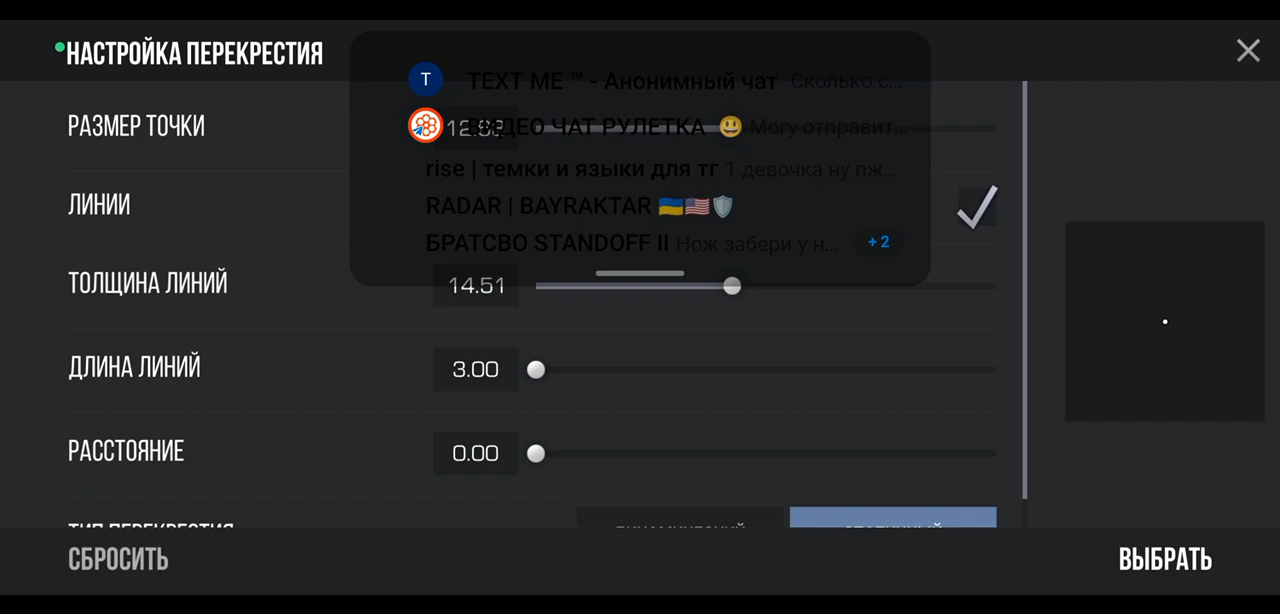 НАСТРОЙКА ПЕРЕКРЕСТИЯ
T TEXT ME ™ - Анонимный чат Сколько с...
РАЗМЕР ТОЧКИ
ВИДЕО ЧАТ РУЛЕТКА 😃 Могу отправит...
rise | темки и языки для тг 1 девочка ну пж...
ЛИНИИ
RADAR | BAYRAKTAR 🇺🇦🇺🇸🛡️
БРАТСВО STANDOFF II Нож забери у н... +2
ТОЛЩИНА ЛИНИЙ 14.51
ДЛИНА ЛИНИЙ 3.00
РАССТОЯНИЕ 0.00
ТИП ПЕРЕКРЕСТИЯ
СБРОСИТЬ
ВЫБРАТЬ